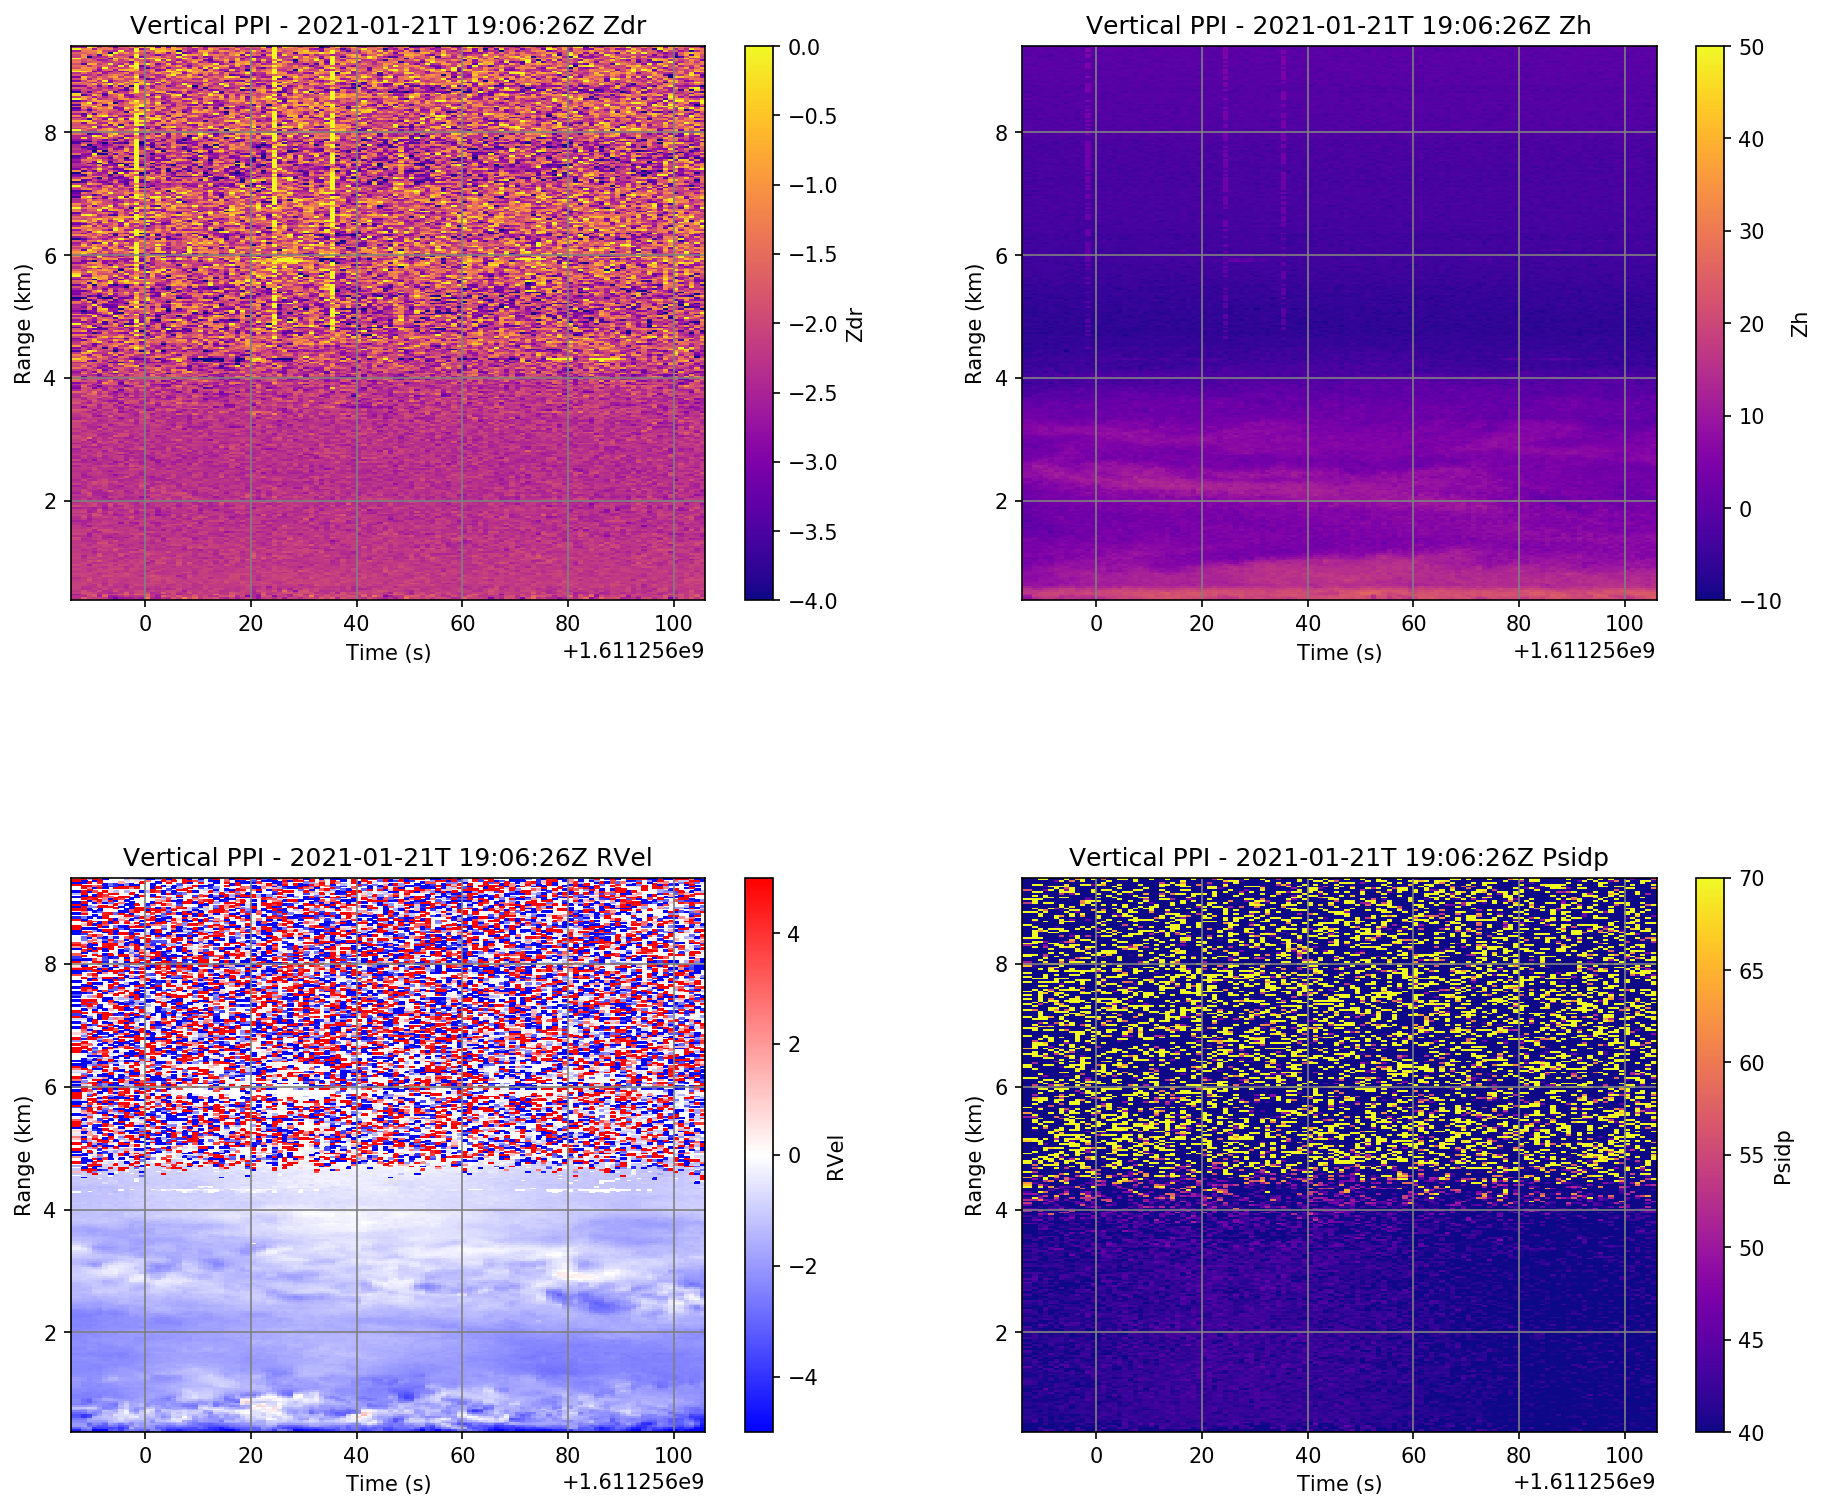 Vertical PPI - 2021-01-21T 19:06:26Z Zdr
Range (km)
8
6
4
2
0 20 40 60 80 100
Time (s)
+1.611256e9
0.0
−0.5
−1.0
−1.5
−2.0
−2.5
−3.0
−3.5
−4.0
Zdr
Vertical PPI - 2021-01-21T 19:06:26Z Zh
Range (km)
8
6
4
2
0 20 40 60 80 100
Time (s)
+1.611256e9
50
40
30
20
10
0
−10
Zh
Vertical PPI - 2021-01-21T 19:06:26Z RVel
Range (km)
8
6
4
2
0 20 40 60 80 100
Time (s)
+1.611256e9
4
2
0
−2
−4
RVel
Vertical PPI - 2021-01-21T 19:06:26Z Psidp
Range (km)
8
6
4
2
0 20 40 60 80 100
Time (s)
+1.611256e9
70
65
60
55
50
45
40
Psidp